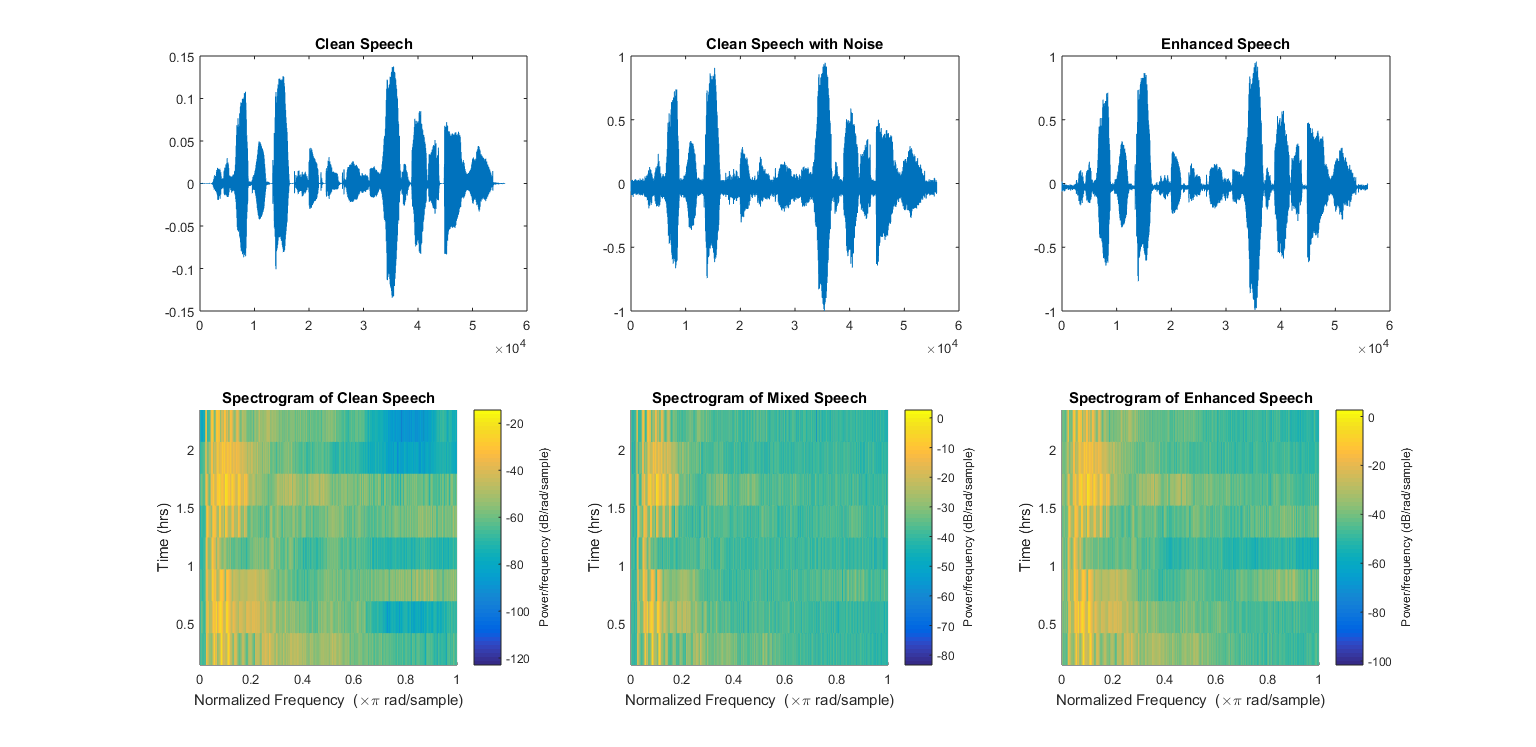 Clean Speech
0.15
0.1
0.05
0
-0.05
-0.1
-0.15
0 1 2 3 4 5 6
×10^4
Clean Speech with Noise
1
0.5
0
-0.5
-1
0 1 2 3 4 5 6
×10^4
Enhanced Speech
1
0.5
0
-0.5
-1
0 1 2 3 4 5 6
×10^4
Spectrogram of Clean Speech
Time (hrs)
2
1.5
1
0.5
0 0.2 0.4 0.6 0.8 1
Normalized Frequency (×π rad/sample)
-20
-40
-60
-80
-100
-120
Power/frequency (dB/rad/sample)
Spectrogram of Mixed Speech
Time (hrs)
2
1.5
1
0.5
0 0.2 0.4 0.6 0.8 1
Normalized Frequency (×π rad/sample)
0
-10
-20
-30
-40
-50
-60
-70
-80
Power/frequency (dB/rad/sample)
Spectrogram of Enhanced Speech
Time (hrs)
2
1.5
1
0.5
0 0.2 0.4 0.6 0.8 1
Normalized Frequency (×π rad/sample)
0
-20
-40
-60
-80
-100
Power/frequency (dB/rad/sample)